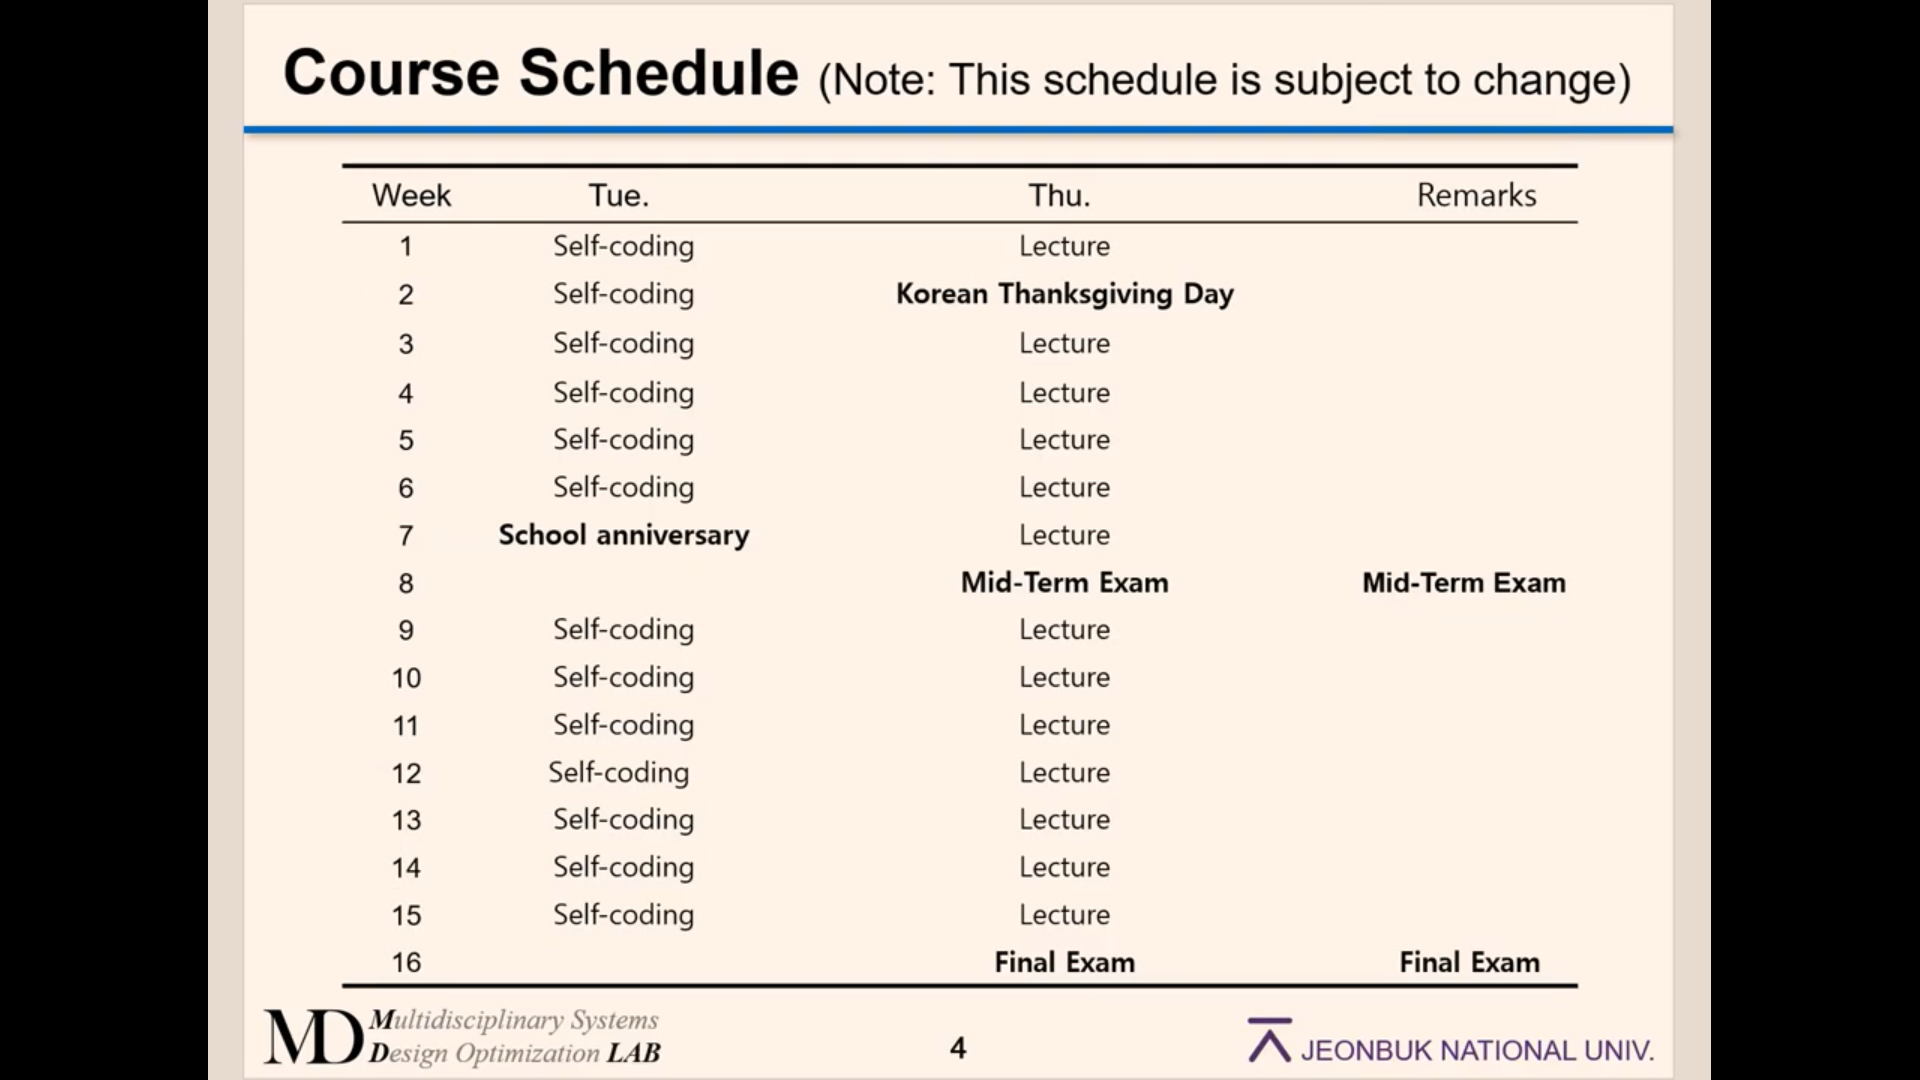 Course Schedule (Note: This schedule is subject to change)
Week Tue. Thu. Remarks
1 Self-coding Lecture
2 Self-coding Korean Thanksgiving Day
3 Self-coding Lecture
4 Self-coding Lecture
5 Self-coding Lecture
6 Self-coding Lecture
7 School anniversary Lecture
8 Mid-Term Exam Mid-Term Exam
9 Self-coding Lecture
10 Self-coding Lecture
11 Self-coding Lecture
12 Self-coding Lecture
13 Self-coding Lecture
14 Self-coding Lecture
15 Self-coding Lecture
16 Final Exam Final Exam
MD Multidisciplinary Systems
Design Optimization LAB
4
JEONBUK NATIONAL UNIV.